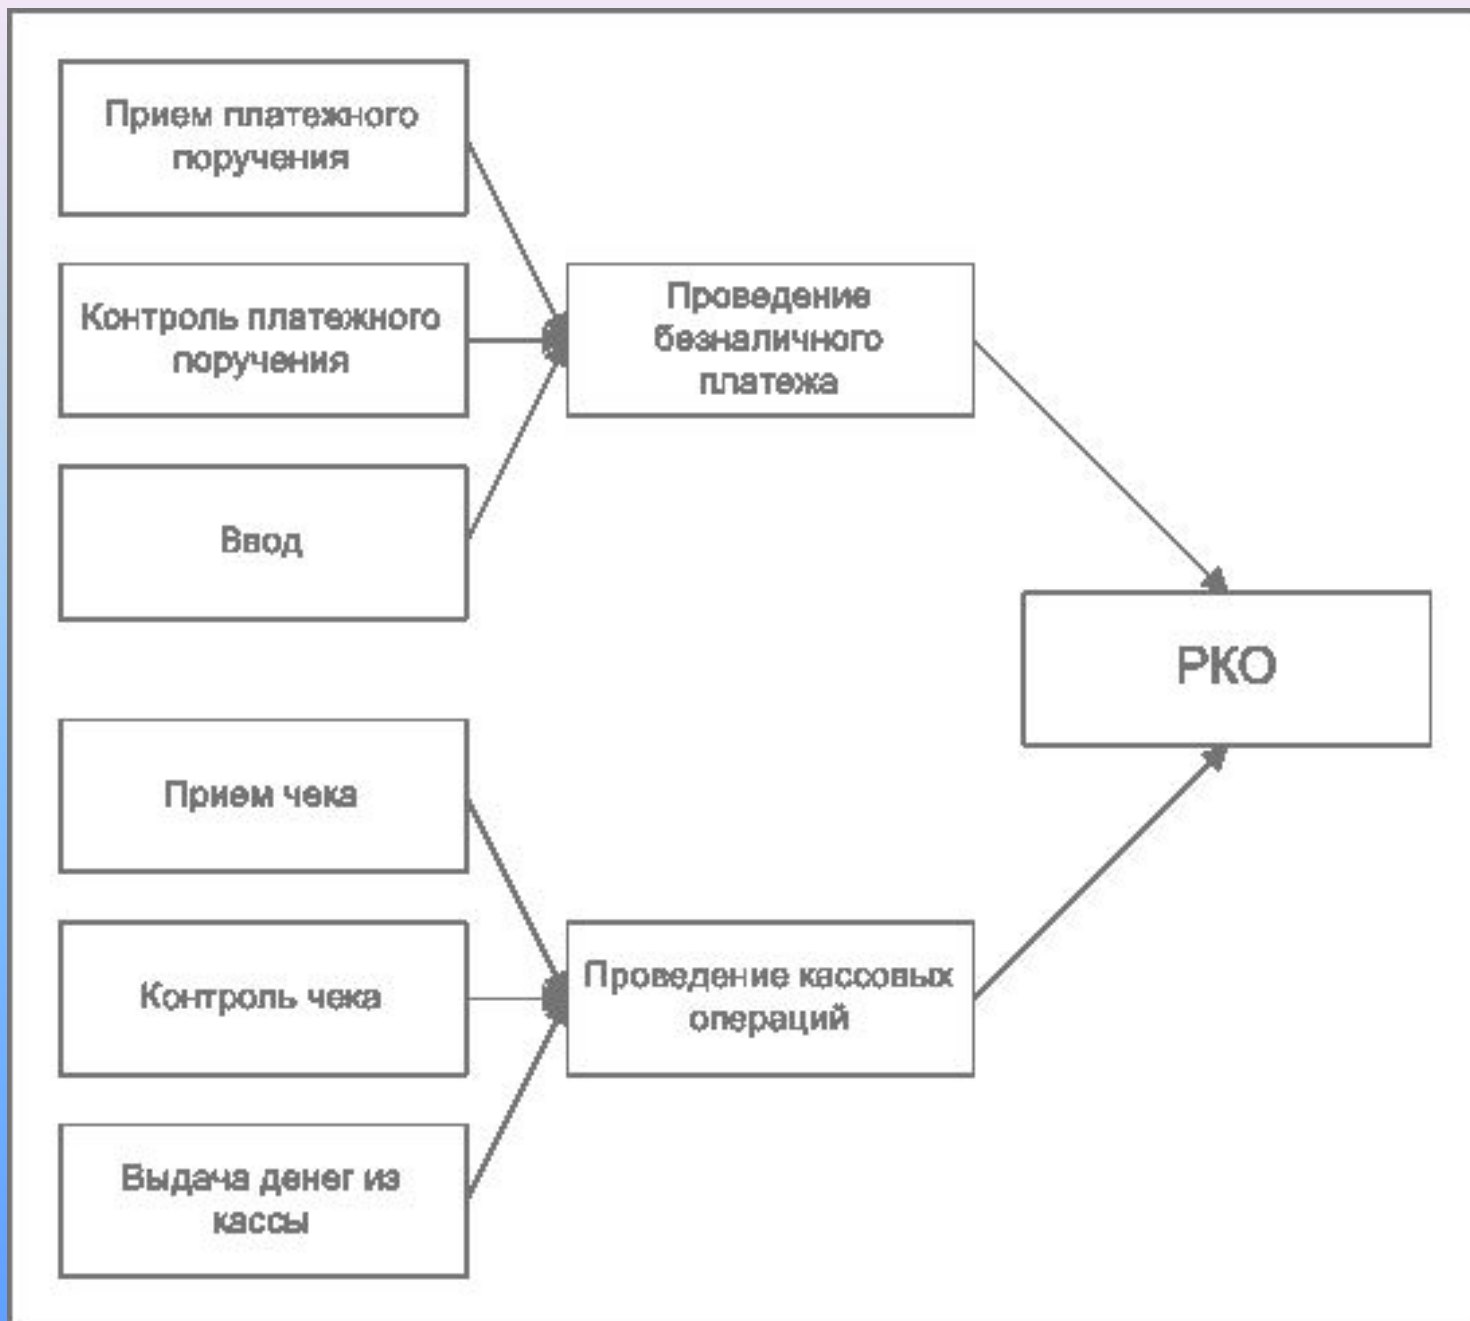 Прием платежного
поручения
Контроль платежного
поручения
Ввод
Проведение
безналичного
платежа
РКО
Прием чека
Контроль чека
Выдача денег из
кассы
Проведение кассовых
операций